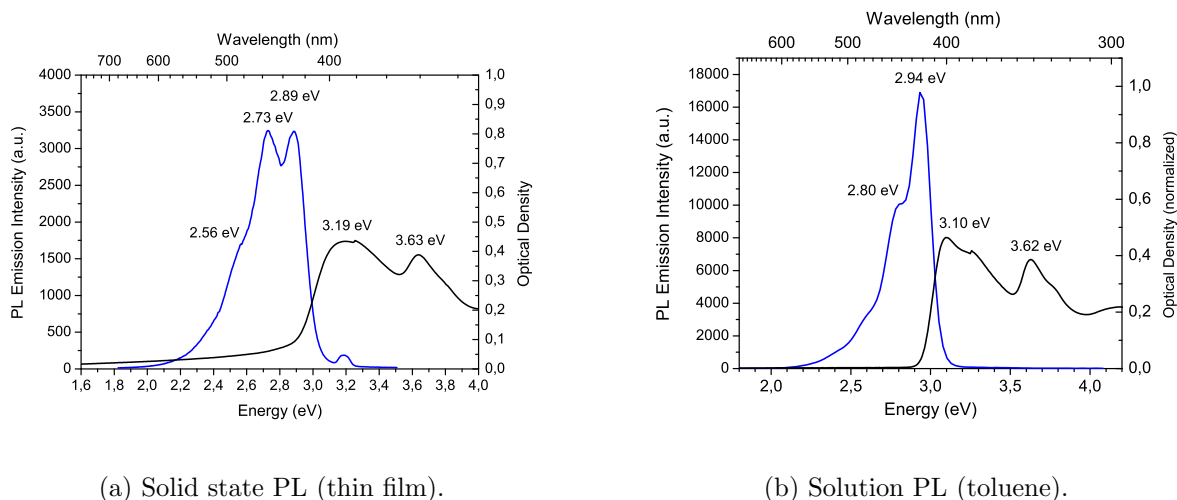 Wavelength (nm)
700 600 500 400
4000 3500 3000 2500 2000 1500 1000 500 0
PL Emission Intensity (a.u.)
2.89 eV
2.73 eV
2.56 eV
3.19 eV
3.63 eV
1,0 0,9 0,8 0,7 0,6 0,5 0,4 0,3 0,2 0,1 0,0
Optical Density
1,6 1,8 2,0 2,2 2,4 2,6 2,8 3,0 3,2 3,4 3,6 3,8 4,0
Energy (eV)
(a) Solid state PL (thin film).
Wavelength (nm)
600 500 400 300
18000 16000 14000 12000 10000 8000 6000 4000 2000 0
PL Emission Intensity (a.u.)
2.94 eV
2.80 eV
3.10 eV
3.62 eV
1,0 0,8 0,6 0,4 0,2 0,0
Optical Density (normalized)
2,0 2,5 3,0 3,5 4,0
Energy (eV)
(b) Solution PL (toluene).